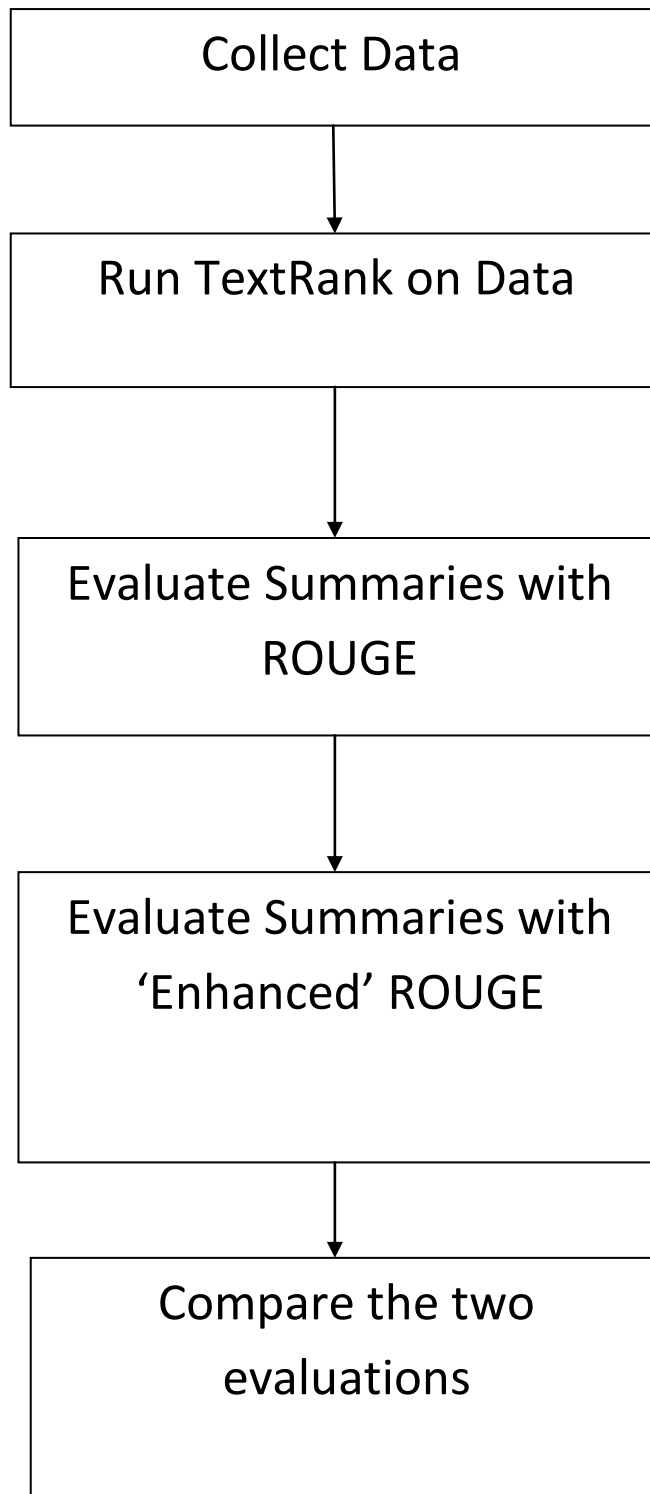 Collect Data
Run TextRank on Data
Evaluate Summaries with
ROUGE
Evaluate Summaries with
‘Enhanced’ ROUGE
Compare the two
evaluations